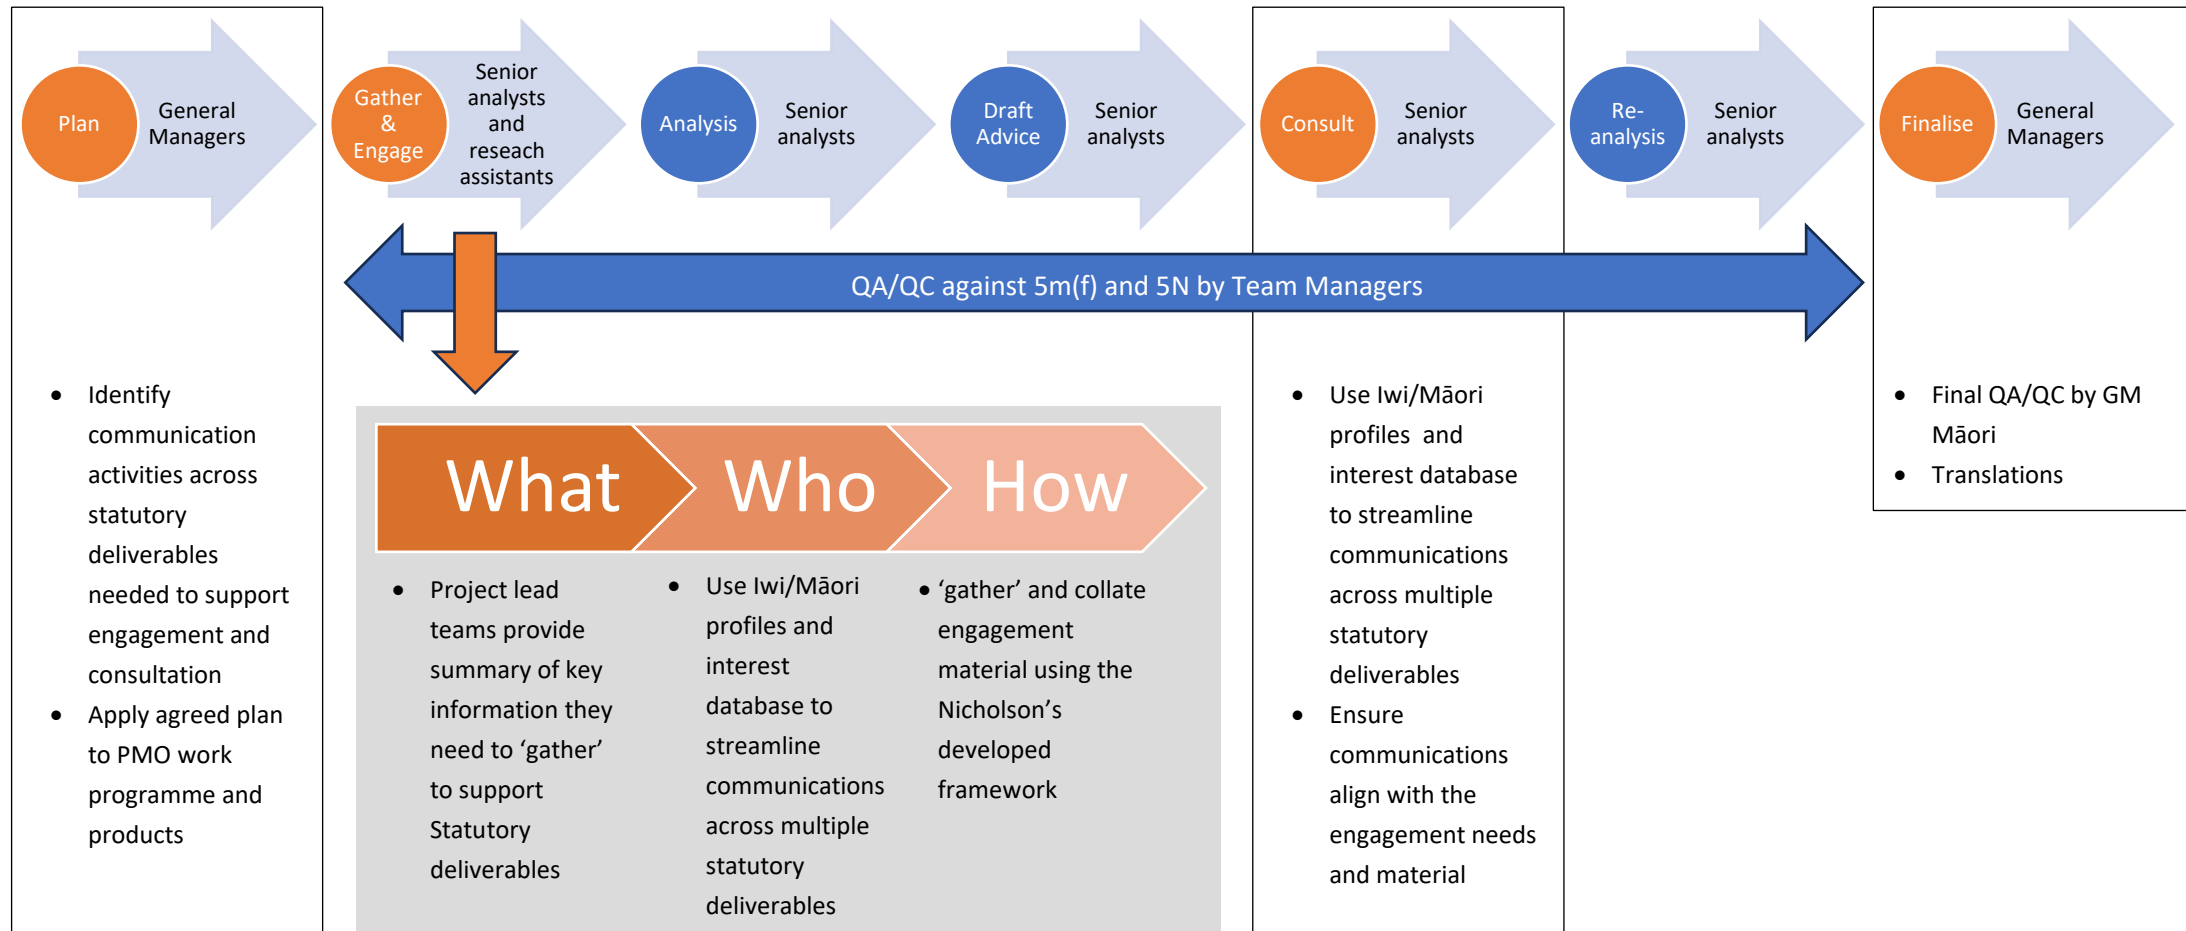 Plan
General
Managers
Gather
&
Engage
Senior
analysts
and
reseach
assistants
Analysis
Senior
analysts
Draft
Advice
Senior
analysts
Consult
Senior
analysts
Re-
analysis
Senior
analysts
Finalise
General
Managers
QA/QC against 5m(f) and 5N by Team Managers
• Identify
communication
activities across
statutory
deliverables
needed to support
engagement and
consultation
• Apply agreed plan
to PMO work
programme and
products
What
Who
How
• Project lead
teams provide
summary of key
information they
need to ‘gather’
to support
Statutory
deliverables
• Use Iwi/Māori
profiles and
interest
database to
streamline
communications
across multiple
statutory
deliverables
• ‘gather’ and collate
engagement
material using the
Nicholson’s
developed
framework
• Use Iwi/Māori
profiles and
interest database
to streamline
communications
across multiple
statutory
deliverables
• Ensure
communications
align with the
engagement needs
and material
• Final QA/QC by GM
Māori
• Translations